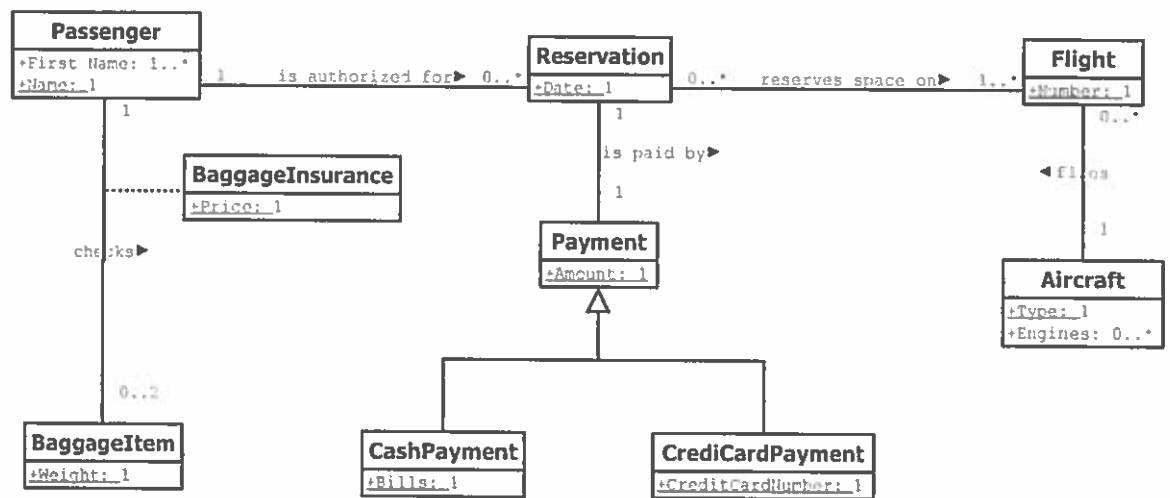 Passenger
+First Name: 1..*
+Name: 1
1 is authorized for▶ 0..*
Reservation
+Date: 1
0..* reserves space on▶ 1..*
Flight
+Number: 1
1
1
0..*
is paid by▶
BaggageInsurance
+Price: 1
◀
1
1
checks▶
Payment
+Amount: 1
Aircraft
+Type: 1
+Engines: 0..*
0..2
BaggageItem
+Weight: 1
CashPayment
+Bills: 1
CrediCardPayment
+CreditCardNumber: 1